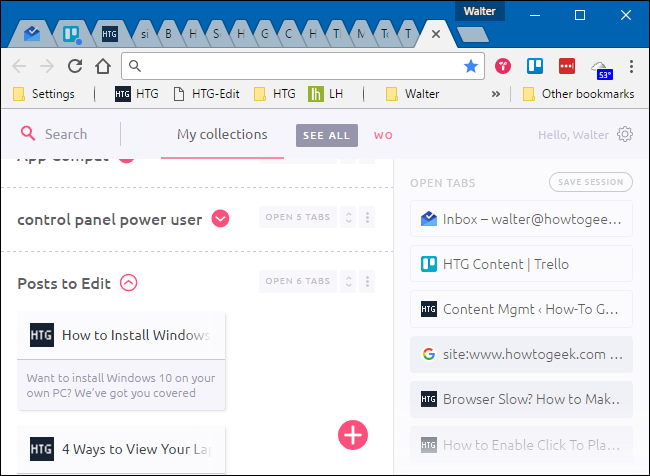 Walter
HTG si B H S H G C H Tl M To T
53°
Settings HTG HTG-Edit HTG LH Walter » Other bookmarks
Search My collections SEE ALL WO Hello, Walter
OPEN TABS SAVE SESSION
App Compat
Inbox – walter@howtogee…
control panel power user OPEN 5 TABS
HTG Content | Trello
Posts to Edit OPEN 6 TABS
HTG Content Mgmt ‹ How-To G…
HTG How to Install Windows
site:www.howtogeek.com …
Want to install Windows 10 on your
own PC? We've got you covered
HTG Browser Slow? How to Mak…
HTG 4 Ways to View Your Lap
HTG How to Enable Click To Pla…